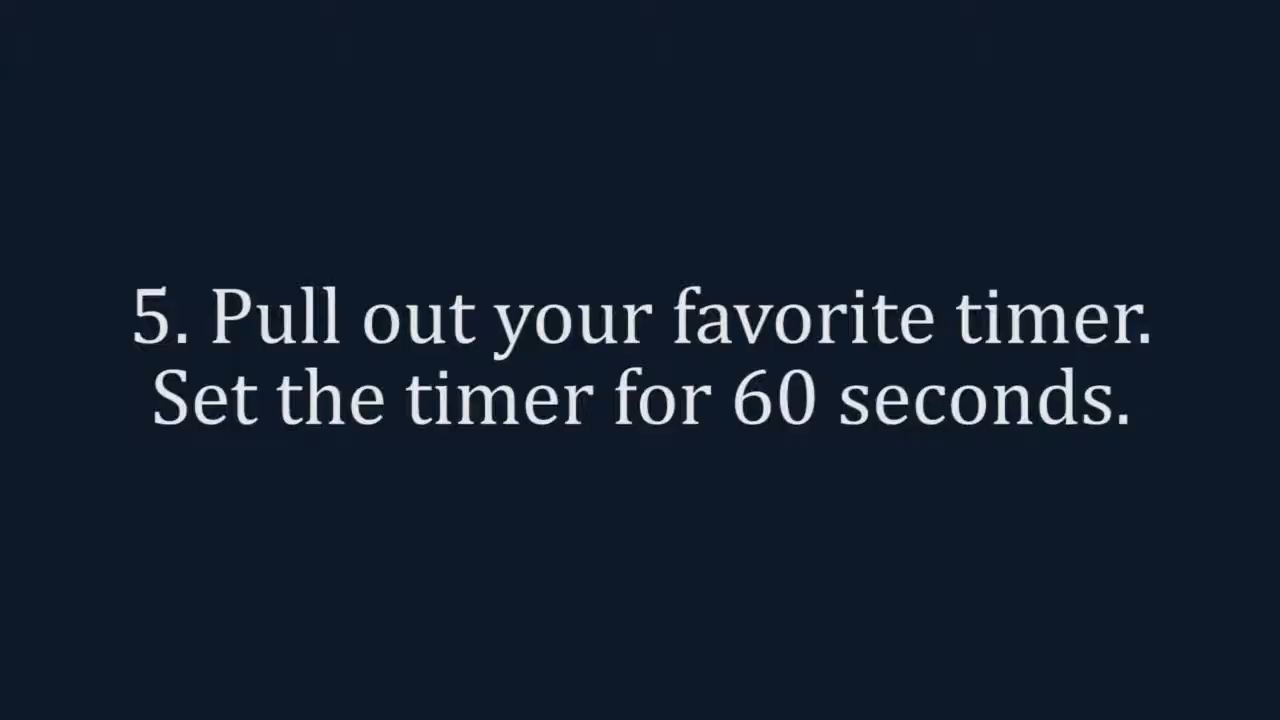 5. Pull out your favorite timer.
Set the timer for 60 seconds.